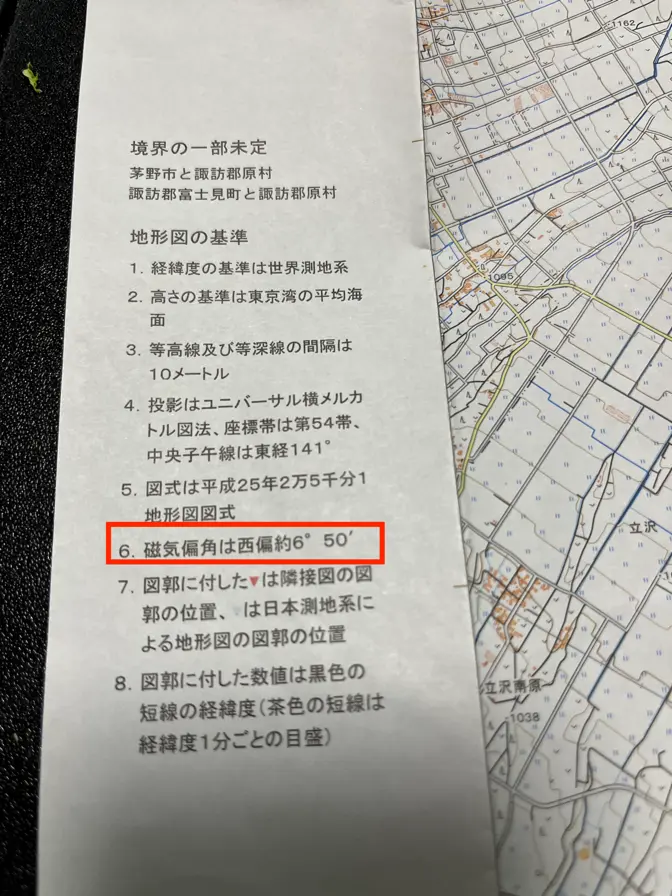 境界の一部未定
茅野市と諏訪郡原村
諏訪郡富士見町と諏訪郡原村
地形図の基準
1. 経緯度の基準は世界測地系
2. 高さの基準は東京湾の平均海
面
3. 等高線及び等深線の間隔は
10メートル
4. 投影はユニバーサル横メルカ
トル図法、座標帯は第54帯、
中央子午線は東経141°
5. 図式は平成25年2万5千分1
地形図図式
6. 磁気偏角は西偏約6° 50′
7. 図郭に付した▼は隣接図の図
郭の位置、▼は日本測地系に
よる地形図の図郭の位置
8. 図郭に付した数値は黒色の
短線の経緯度(茶色の短線は
経緯度1分ごとの目盛)
1162
1095
立沢
立沢南原
1038